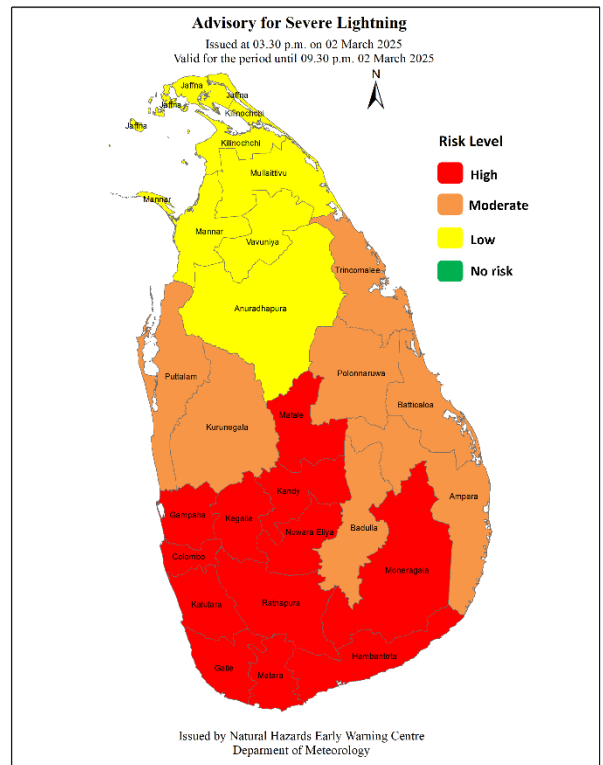 Advisory for Severe Lightning
Issued at 03.30 p.m. on 02 March 2025
Valid for the period until 09.30 p.m. 02 March 2025
N
Jaffna
Jaffna
Jaffna
Kilinochchi
Jaffna
Kilinochchi
Risk Level
Mullaittivu
High
Mannar
Moderate
Mannar
Vavuniya
Low
Trincomalee
No risk
Anuradhapura
Puttalam
Polonnaruwa
Batticaloa
Matale
Kurunegala
Kandy
Ampara
Gampaha
Kegalle
Nuwara Eliya
Badulla
Colombo
Moneragala
Kalutara
Ratnapura
Hambantota
Galle
Matara
Issued by Natural Hazards Early Warning Centre
Deparment of Meteorology